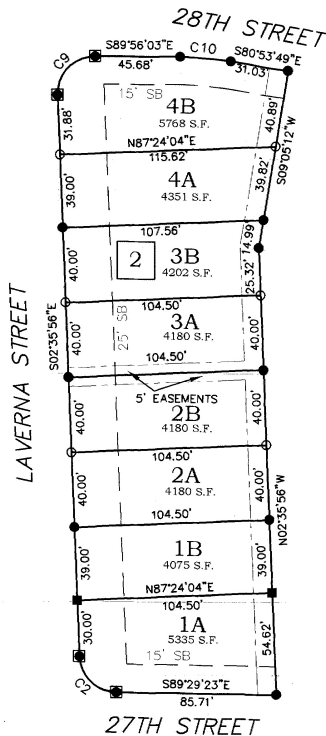 28TH STREET
S89°56'03"E
45.68'
C10
S80°53'49"E
31.03'
C9
15' SB
4B
5768 S.F.
40.89'
31.88'
N87°24'04"E
115.62'
S09°05'12"W
4A
4351 S.F.
39.82'
39.00'
107.56'
14.99'
2
3B
4202 S.F.
40.00'
25.32'
104.50'
LAVERNA STREET
S02°35'56"E
25' SB
3A
4180 S.F.
40.00'
40.00'
104.50'
5' EASEMENTS
2B
4180 S.F.
40.00'
40.00'
104.50'
2A
4180 S.F.
40.00'
40.00'
N02°35'56"W
104.50'
1B
4075 S.F.
39.00'
39.00'
N87°24'04"E
104.50'
1A
5335 S.F.
30.00'
54.62'
15' SB
C2
S89°29'23"E
85.71'
27TH STREET